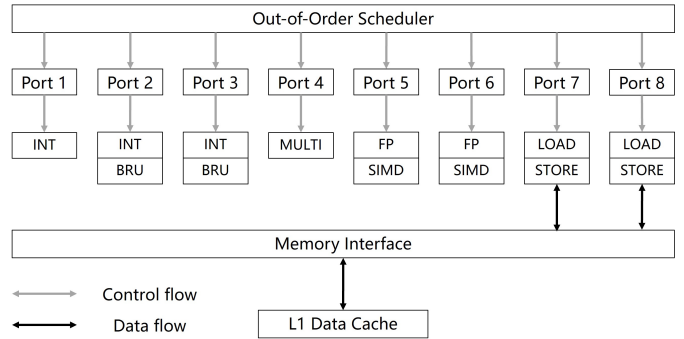 Out-of-Order Scheduler
Port 1 Port 2 Port 3 Port 4 Port 5 Port 6 Port 7 Port 8
INT INT INT MULTI FP FP LOAD LOAD
BRU BRU SIMD SIMD STORE STORE
Memory Interface
Control flow
Data flow
L1 Data Cache